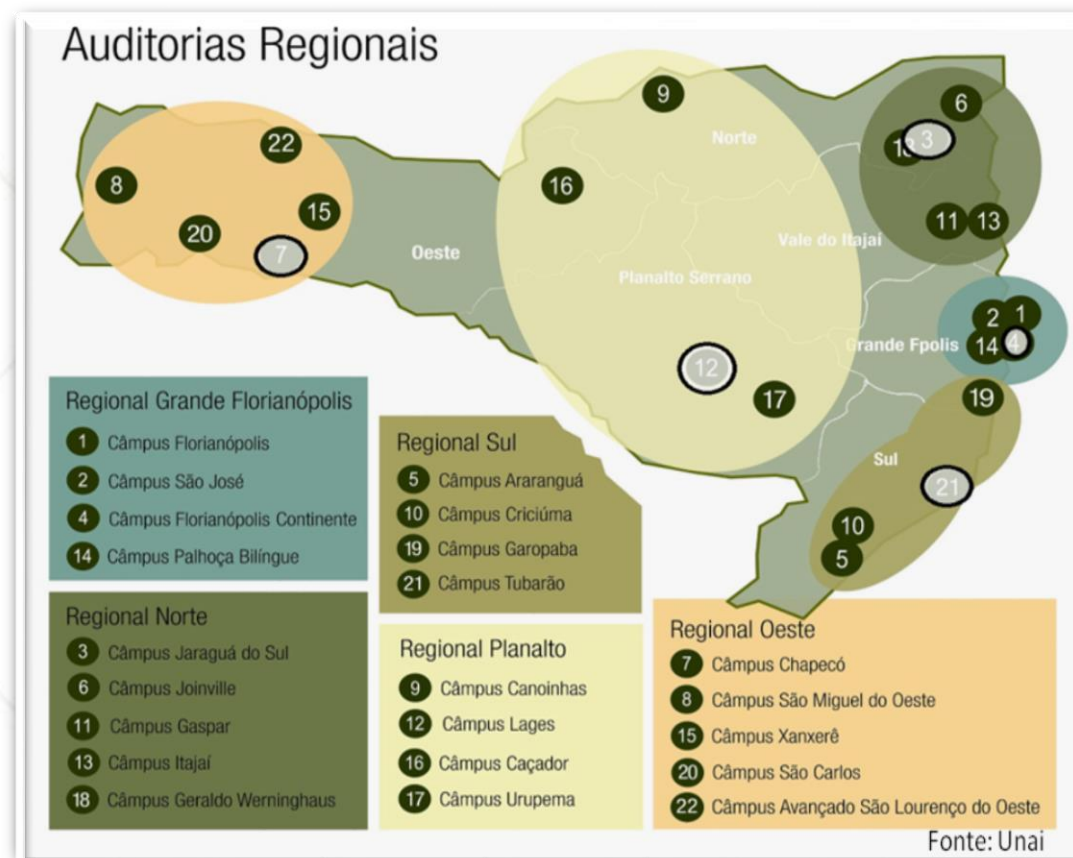 Auditorias Regionais
9
6
Norte
3
22
18
8
16
15
11
13
20
Vale do Itajaí
Oeste
7
Planalto Serrano
1
2
Grande Fpolis
14
4
12
17
19
Sul
21
10
5
Regional Grande Florianópolis
1 Câmpus Florianópolis
2 Câmpus São José
4 Câmpus Florianópolis Continente
14 Câmpus Palhoça Bilíngue
Regional Sul
5 Câmpus Araranguá
10 Câmpus Criciúma
19 Câmpus Garopaba
21 Câmpus Tubarão
Regional Norte
3 Câmpus Jaraguá do Sul
6 Câmpus Joinville
11 Câmpus Gaspar
13 Câmpus Itajaí
18 Câmpus Geraldo Werninghaus
Regional Planalto
9 Câmpus Canoinhas
12 Câmpus Lages
16 Câmpus Caçador
17 Câmpus Urupema
Regional Oeste
7 Câmpus Chapecó
8 Câmpus São Miguel do Oeste
15 Câmpus Xanxerê
20 Câmpus São Carlos
22 Câmpus Avançado São Lourenço do Oeste
Fonte: Unai